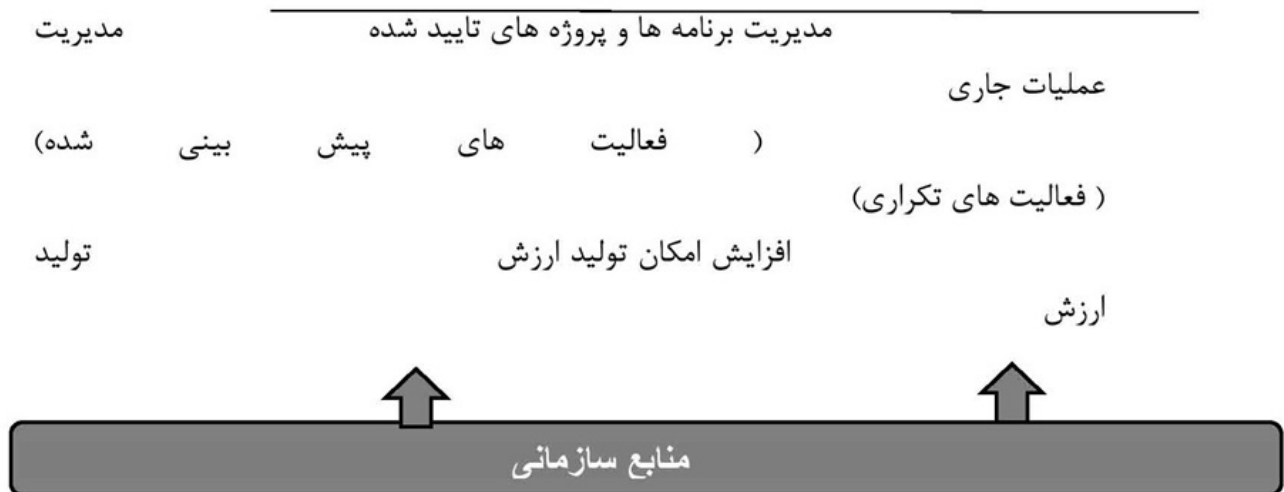 مدیریت برنامه ها و پروژه های تایید شده مدیریت
عملیات جاری
( فعالیت های پیش بینی شده)
( فعالیت های تکراری)
افزایش امکان تولید ارزش تولید
ارزش
منابع سازمانی